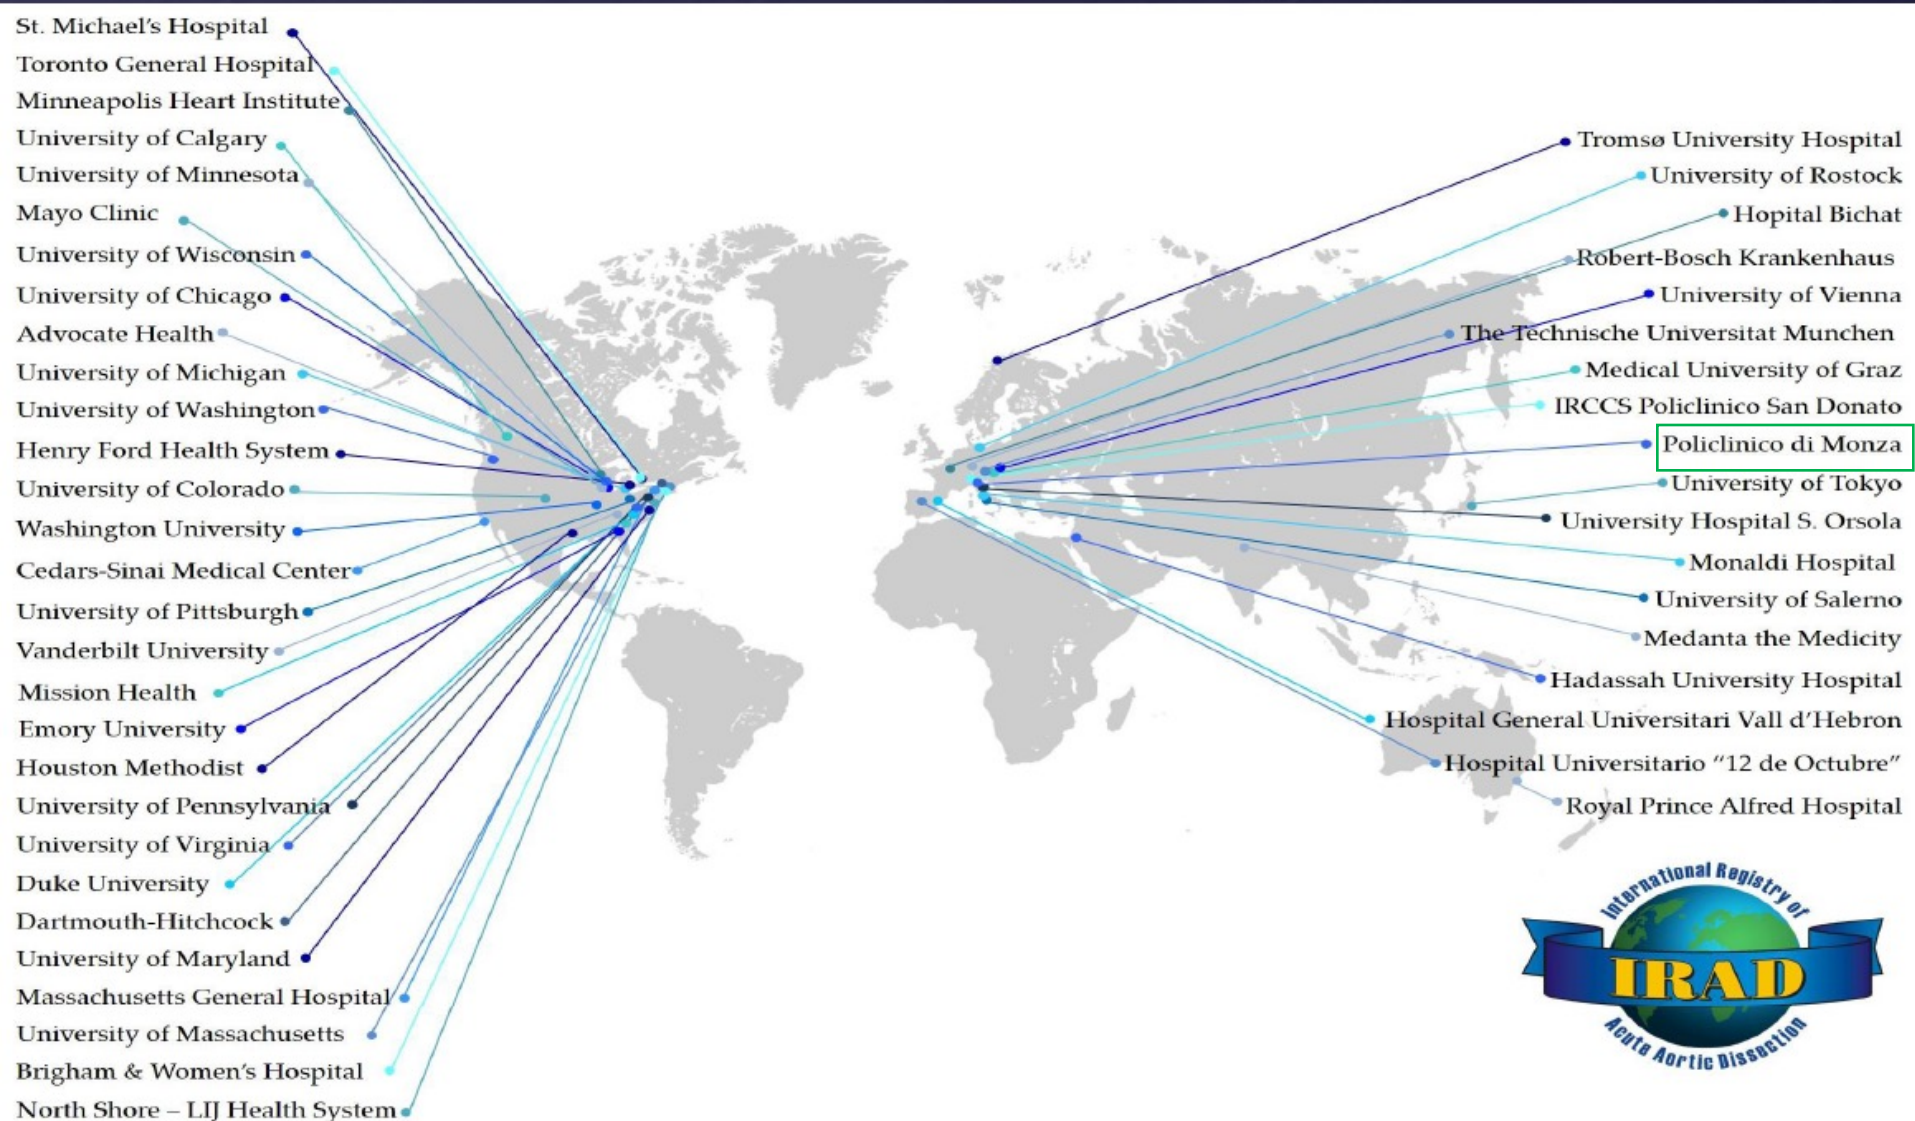 St. Michael's Hospital
Toronto General Hospital
Minneapolis Heart Institute
University of Calgary
University of Minnesota
Mayo Clinic
University of Wisconsin
University of Chicago
Advocate Health
University of Michigan
University of Washington
Henry Ford Health System
University of Colorado
Washington University
Cedars-Sinai Medical Center
University of Pittsburgh
Vanderbilt University
Mission Health
Emory University
Houston Methodist
University of Pennsylvania
University of Virginia
Duke University
Dartmouth-Hitchcock
University of Maryland
Massachusetts General Hospital
University of Massachusetts
Brigham & Women's Hospital
North Shore – LIJ Health System
Tromsø University Hospital
University of Rostock
Hopital Bichat
Robert-Bosch Krankenhaus
University of Vienna
The Technische Universitat Munchen
Medical University of Graz
IRCCS Policlinico San Donato
Policlinico di Monza
University of Tokyo
University Hospital S. Orsola
Monaldi Hospital
University of Salerno
Medanta the Medicity
Hadassah University Hospital
Hospital General Universitari Vall d'Hebron
Hospital Universitario “12 de Octubre”
Royal Prince Alfred Hospital
International Registry of
IRAD
Acute Aortic Dissection